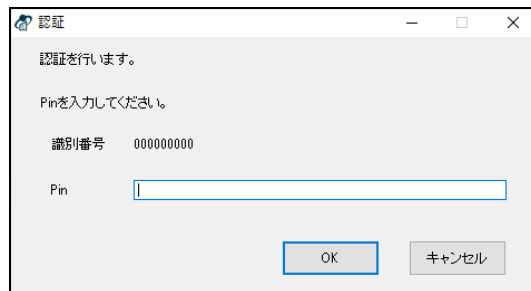 認証
認証を行います。
Pinを入力してください。
識別番号 000000000
Pin
OK キャンセル